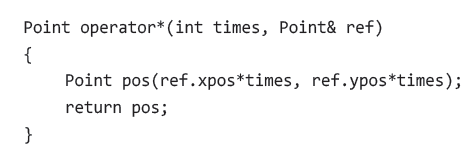 Point operator*(int times, Point& ref)
{
    Point pos(ref.xpos*times, ref.ypos*times);
    return pos;
}